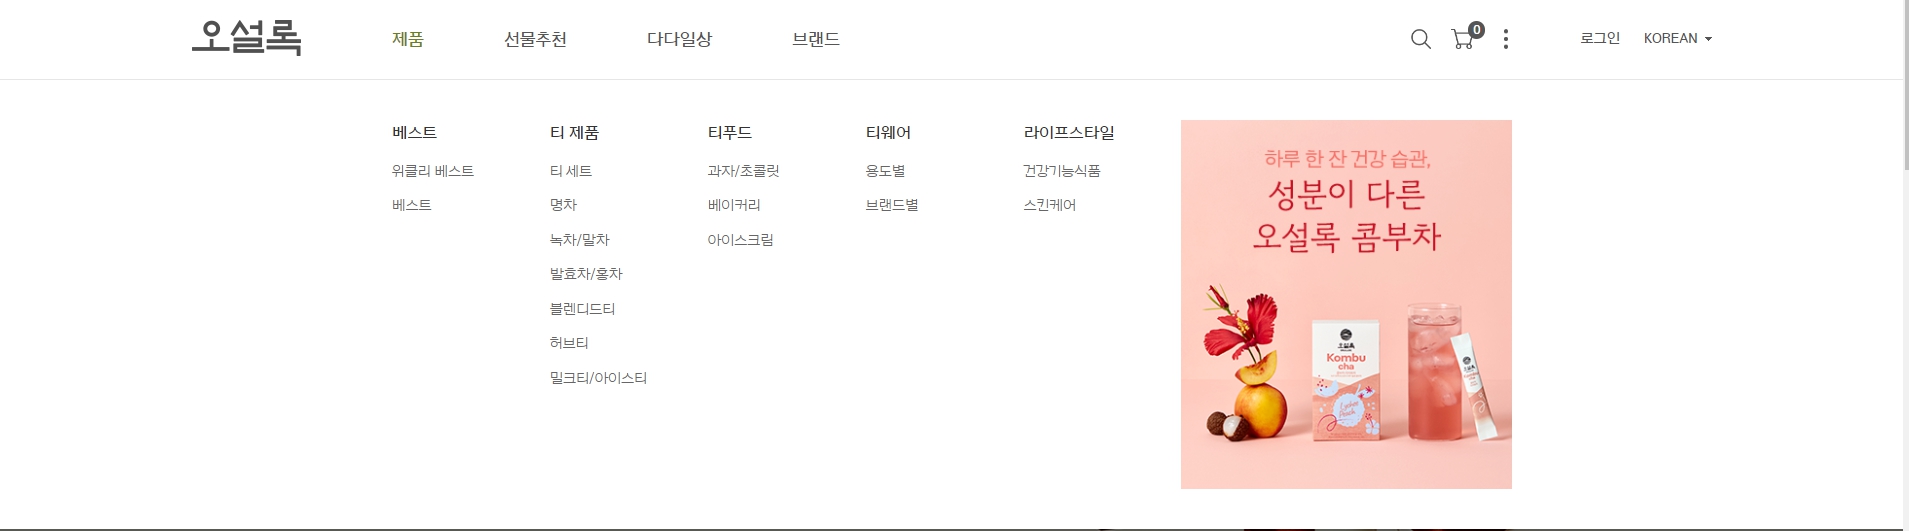 오설록
제품
선물추천
다다일상
브랜드
0
로그인
KOREAN
베스트
위클리 베스트
베스트
티 제품
티 세트
명차
녹차/말차
발효차/홍차
블렌디드티
허브티
밀크티/아이스티
티푸드
과자/초콜릿
베이커리
아이스크림
티웨어
용도별
브랜드별
라이프스타일
건강기능식품
스킨케어
하루 한 잔 건강 습관,
성분이 다른
오설록 콤부차
오설록
Kombu
cha